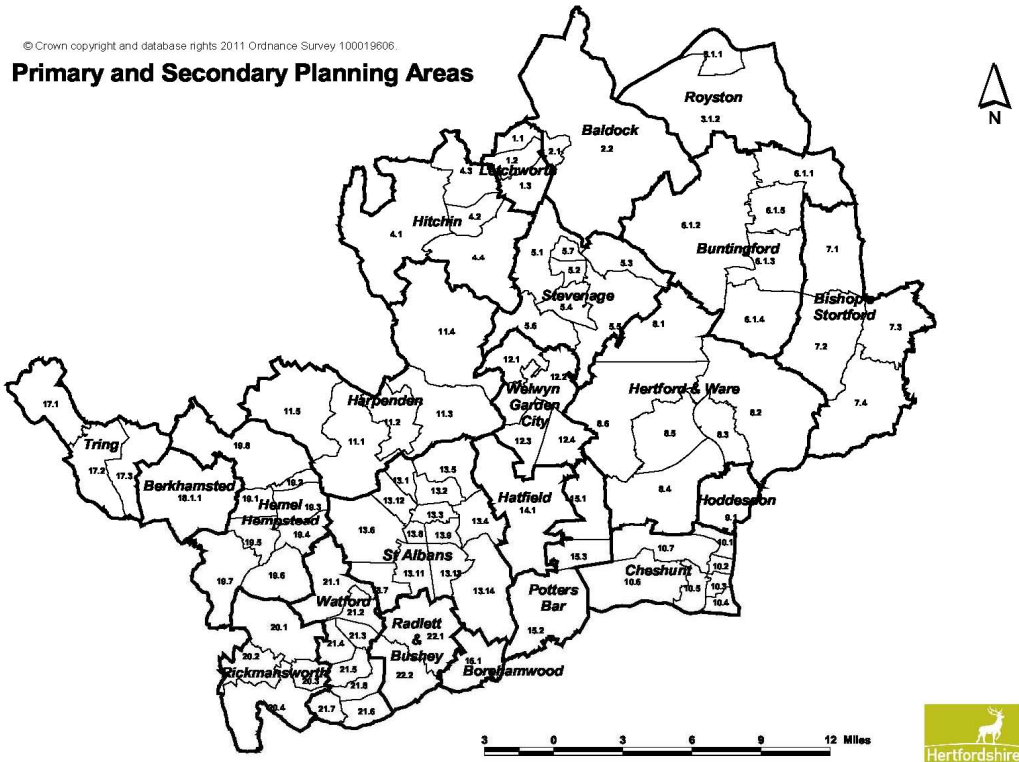 © Crown copyright and database rights 2011 Ordnance Survey 100019606.
Primary and Secondary Planning Areas
N
Royston
3.1.2
Baldock
2.2
2.1
1.1
1.2
Letchworth
1.3
4.3
4.2
Hitchin
4.1
4.4
6.1.1
6.1.5
6.1.2
Buntingford
6.1.3
6.1.4
5.1
5.7
5.3
5.2
Stevenage
5.4
5.6
5.5
7.1
Bishop's
Stortford
7.2
7.3
7.4
8.1
Hertford & Ware
8.2
8.6
8.5
8.3
8.4
11.4
12.1
12.2
Welwyn
Garden
City
12.3
12.4
11.5
Harpenden
11.2
11.3
11.1
17.1
Tring
17.2
17.3
19.8
Berkhamsted
18.1.1
19.1
19.2
Hemel
19.3
Hempstead
19.5
19.4
19.7
19.6
13.1
13.5
13.12
13.2
13.3
13.4
13.6
13.8
13.9
St Albans
13.11
13.13
13.14
Hatfield
14.1
15.1
15.3
Hoddesdon
9.1
10.1
10.7
10.2
Cheshunt
10.6
10.5
10.3
10.4
Potters
Bar
15.2
21.1
Watford
21.2
21.4
21.3
21.5
21.8
21.7
21.6
Radlett
22.1
&
Bushey
22.2
16.1
Borehamwood
20.1
20.2
Rickmansworth
20.3
20.4
3 0 3 6 9 12 Miles
Hertfordshire